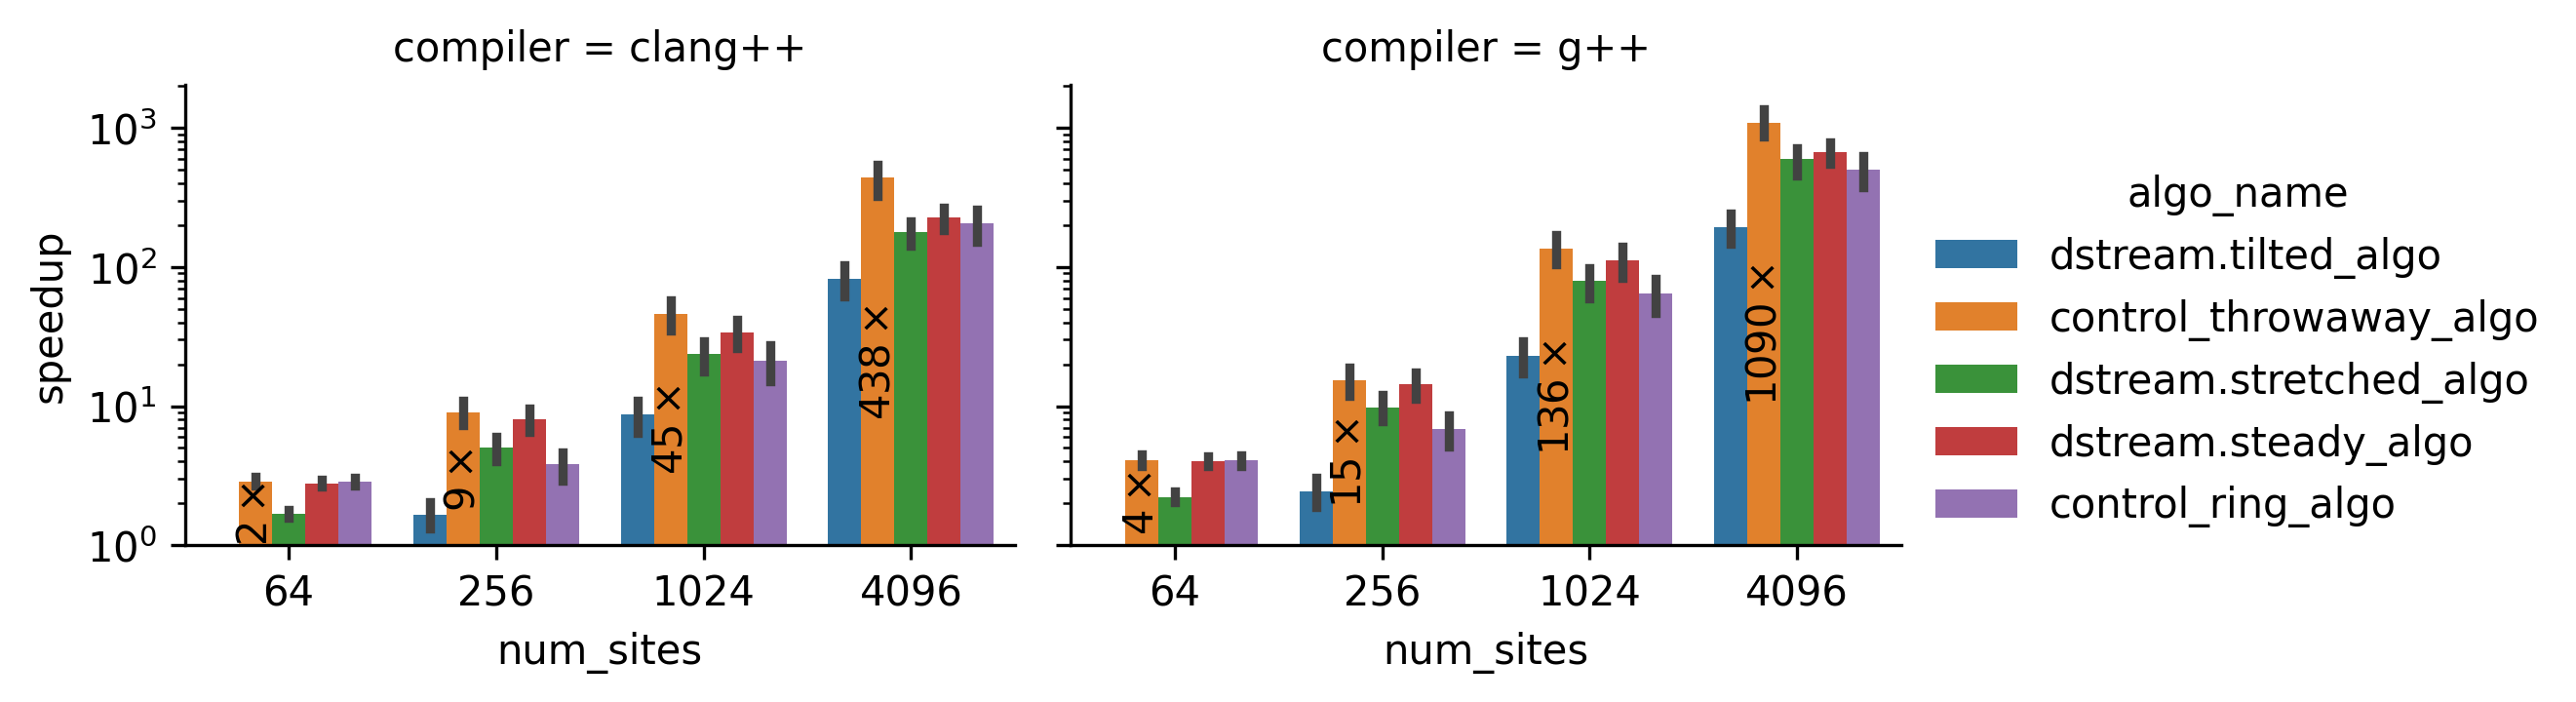 compiler = clang++
compiler = g++
speedup
10³
10²
10¹
10⁰
2 ×
9 ×
45 ×
438 ×
4 ×
15 ×
136 ×
1090 ×
64 256 1024 4096
64 256 1024 4096
num_sites
num_sites
algo_name
dstream.tilted_algo
control_throwaway_algo
dstream.stretched_algo
dstream.steady_algo
control_ring_algo